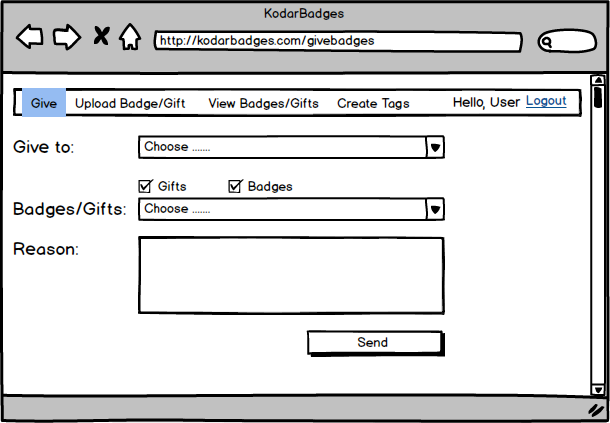 KodarBadges
http://kodarbadges.com/givebadges
Give Upload Badge/Gift View Badges/Gifts Create Tags Hello, User Logout
Give to: Choose .......
Gifts Badges
Badges/Gifts: Choose .......
Reason:
Send